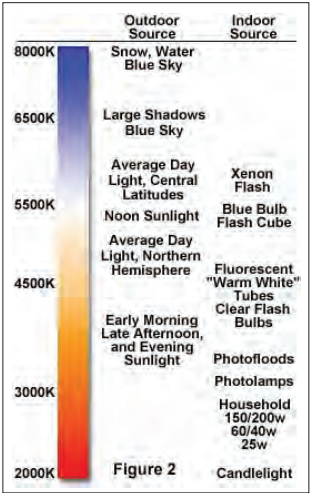 Outdoor Source
Indoor Source
8000K
Snow, Water
Blue Sky
6500K
Large Shadows
Blue Sky
Average Day
Light, Central
Latitudes
Xenon
Flash
5500K
Noon Sunlight
Blue Bulb
Flash Cube
Average Day
Light, Northern
Hemisphere
4500K
Fluorescent
"Warm White"
Tubes
Clear Flash
Bulbs
Early Morning
Late Afternoon,
and Evening
Sunlight
Photofloods
3000K
Photolamps
Household
150/200w
60/40w
25w
2000K
Figure 2
Candlelight